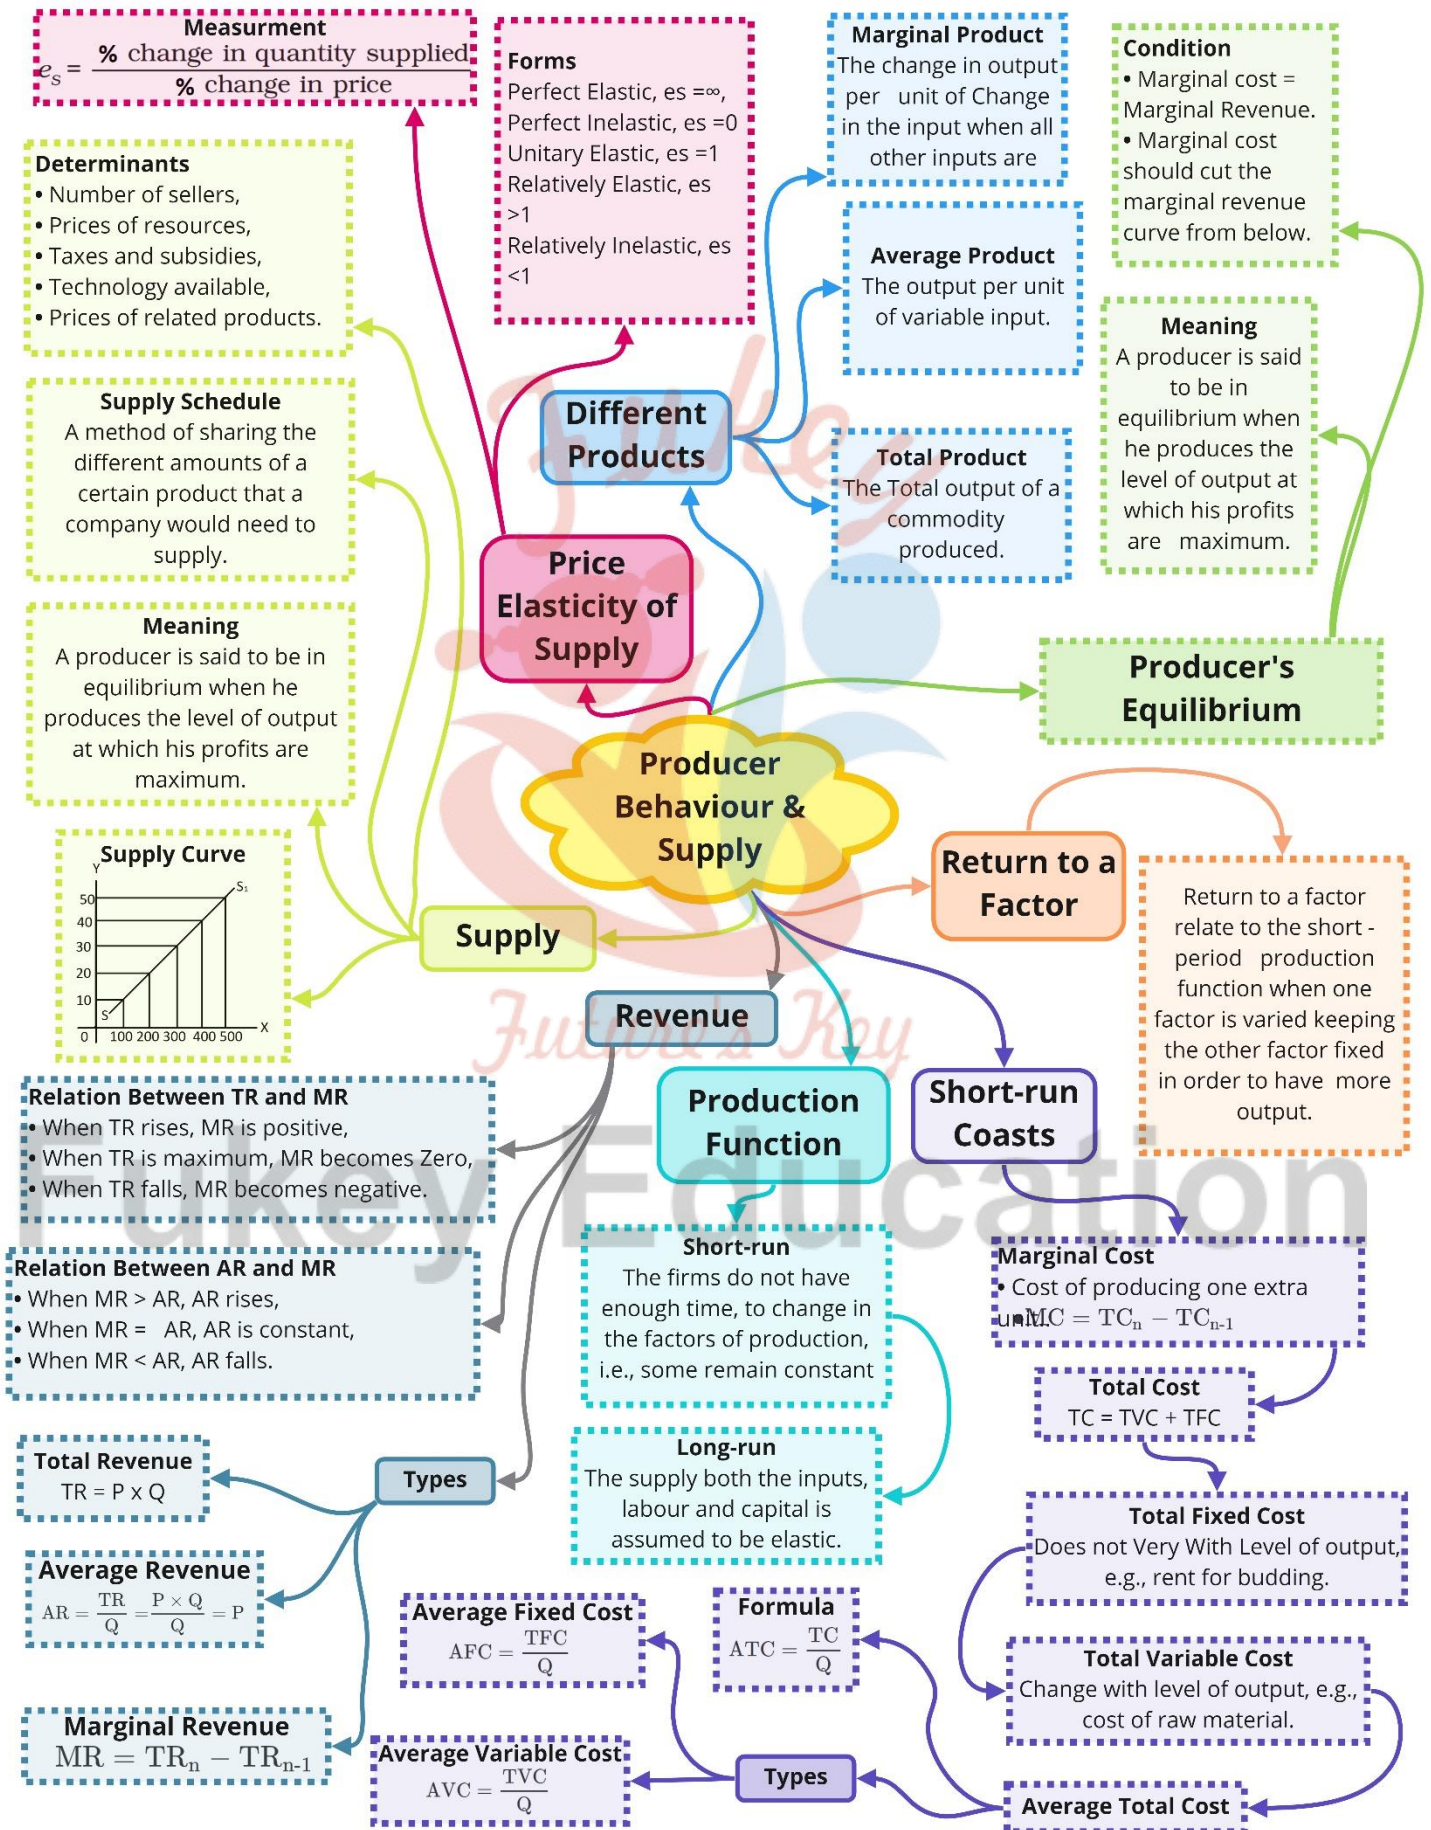 Measurment
e_s = % change in quantity supplied
% change in price
Forms
Perfect Elastic, es =∞,
Perfect Inelastic, es =0
Unitary Elastic, es =1
Relatively Elastic, es
>1
Relatively Inelastic, es
<1
Marginal Product
The change in output
per unit of Change
in the input when all
other inputs are
Condition
• Marginal cost =
Marginal Revenue.
• Marginal cost
should cut the
marginal revenue
curve from below.
Determinants
• Number of sellers,
• Prices of resources,
• Taxes and subsidies,
• Technology available,
• Prices of related products.
Average Product
The output per unit
of variable input.
Meaning
A producer is said
to be in
equilibrium when
he produces the
level of output at
which his profits
are maximum.
Supply Schedule
A method of sharing the
different amounts of a
certain product that a
company would need to
supply.
Different
Products
Total Product
The Total output of a
commodity
produced.
Price
Elasticity of
Supply
Meaning
A producer is said to be in
equilibrium when he
produces the level of output
at which his profits are
maximum.
Producer's
Equilibrium
Producer
Behaviour &
Supply
Return to a
Factor
Return to a factor
relate to the short -
period production
function when one
factor is varied keeping
the other factor fixed
in order to have more
output.
Supply Curve
Y
S₁
50
40
30
20
10
S
0 100 200 300 400 500 X
Supply
Fukey
Future's Key
Revenue
Production
Function
Short-run
Coasts
Fukey Education
Relation Between TR and MR
• When TR rises, MR is positive,
• When TR is maximum, MR becomes Zero,
• When TR falls, MR becomes negative.
Relation Between AR and MR
• When MR > AR, AR rises,
• When MR = AR, AR is constant,
• When MR < AR, AR falls.
Short-run
The firms do not have
enough time, to change in
the factors of production,
i.e., some remain constant
Marginal Cost
• Cost of producing one extra
unit.
• MC = TC_n − TC_n-1
Total Cost
TC = TVC + TFC
Long-run
The supply both the inputs,
labour and capital is
assumed to be elastic.
Total Revenue
TR = P x Q
Types
Total Fixed Cost
Does not Very With Level of output,
e.g., rent for budding.
Average Revenue
AR = TR/Q = P × Q/Q = P
Average Fixed Cost
AFC = TFC/Q
Formula
ATC = TC/Q
Total Variable Cost
Change with level of output, e.g.,
cost of raw material.
Marginal Revenue
MR = TR_n − TR_n-1
Average Variable Cost
AVC = TVC/Q
Types
Average Total Cost